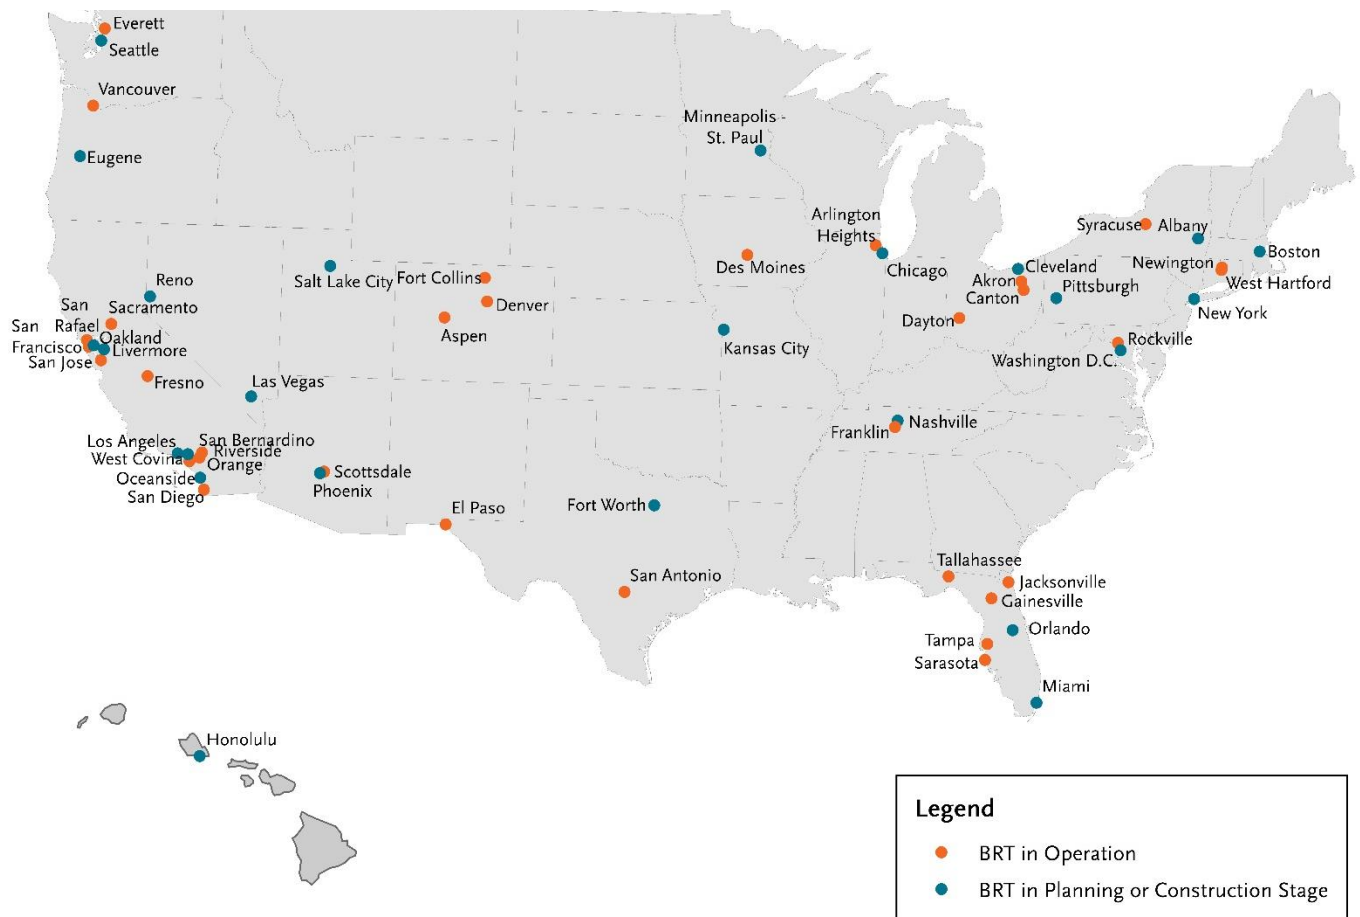 Everett
Seattle
Vancouver
Eugene
Minneapolis -
St. Paul
Arlington
Heights
Chicago
Des Moines
Syracuse
Albany
Boston
Newington
West Hartford
New York
Cleveland
Akron
Canton
Pittsburgh
Dayton
Rockville
Washington D.C.
Salt Lake City
Fort Collins
Denver
Aspen
Kansas City
Reno
Sacramento
San
Rafael
San
Francisco
Oakland
Livermore
San Jose
Fresno
Las Vegas
Nashville
Franklin
Los Angeles
San Bernardino
Riverside
West Covina
Orange
Oceanside
San Diego
Scottsdale
Phoenix
El Paso
Fort Worth
San Antonio
Tallahassee
Jacksonville
Gainesville
Orlando
Tampa
Sarasota
Miami
Honolulu
Legend
BRT in Operation
BRT in Planning or Construction Stage